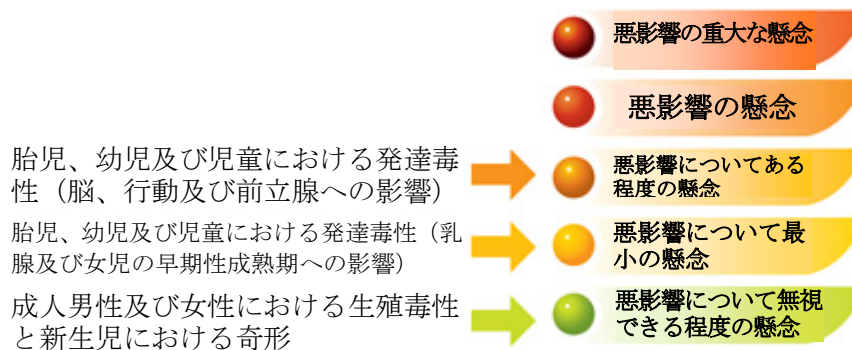 悪影響の重大な懸念
悪影響の懸念
胎児、幼児及び児童における発達毒
性（脳、行動及び前立腺への影響）
悪影響についてある
程度の懸念
胎児、幼児及び児童における発達毒性（乳
腺及び女児の早期性成熟期への影響）
悪影響について最
小の懸念
成人男性及び女性における生殖毒性
と新生児における奇形
悪影響について無視
できる程度の懸念